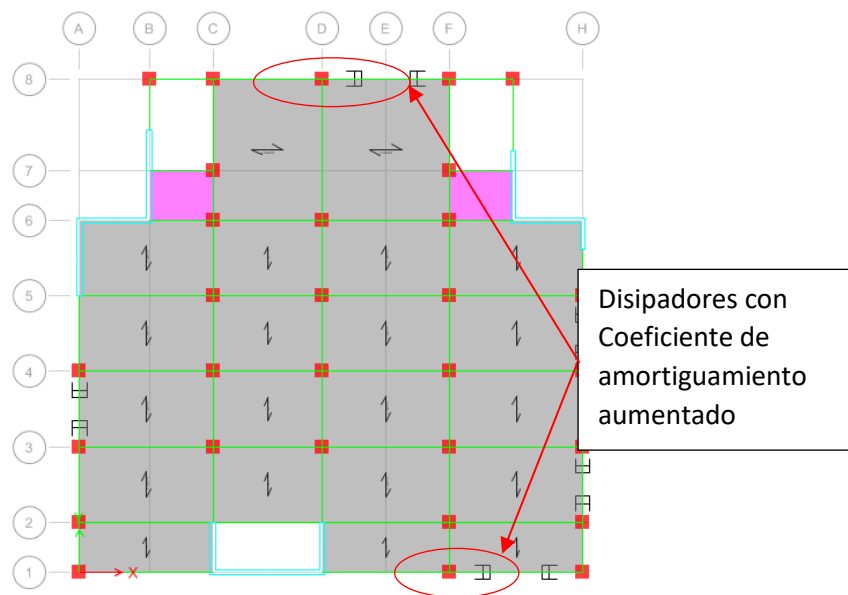 A B C D E F H
8
7
6
5
4
3
2
1
X
Disipadores con
Coeficiente de
amortiguamiento
aumentado